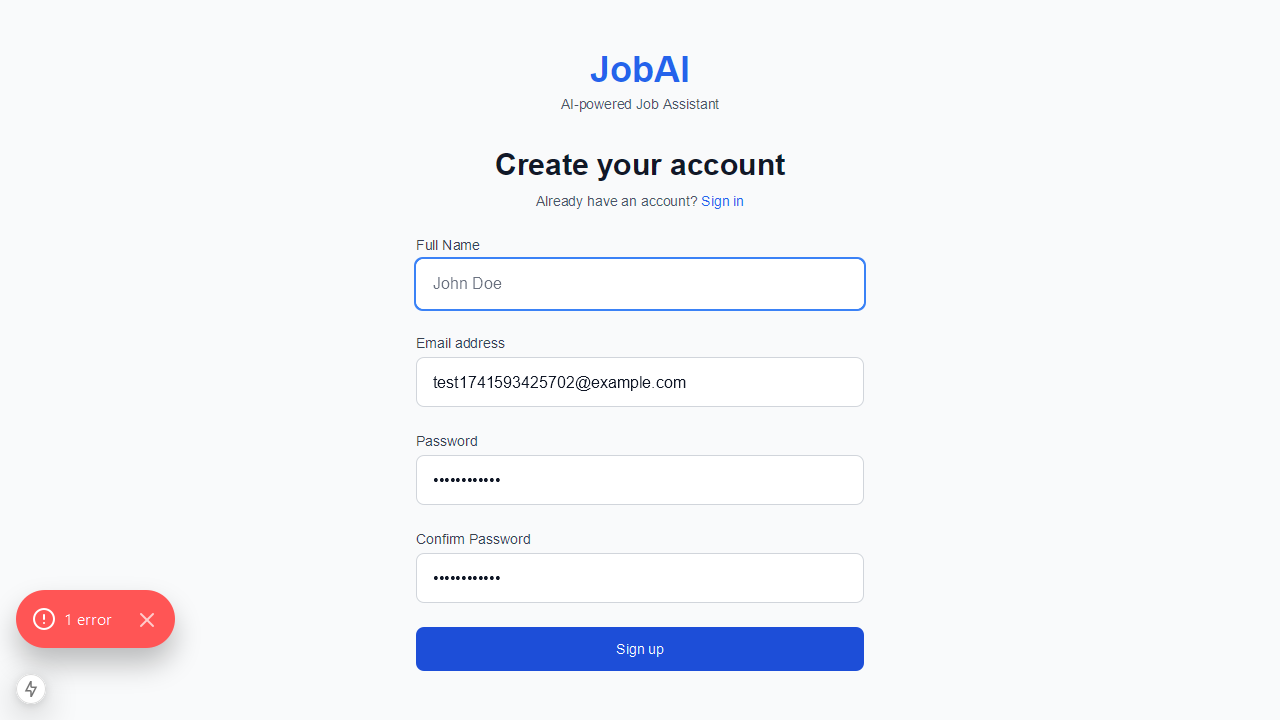 JobAI
AI-powered Job Assistant
Create your account
Already have an account? Sign in
Full Name
John Doe
Email address
test1741593425702@example.com
Password
••••••••••••
Confirm Password
••••••••••••
1 error
Sign up